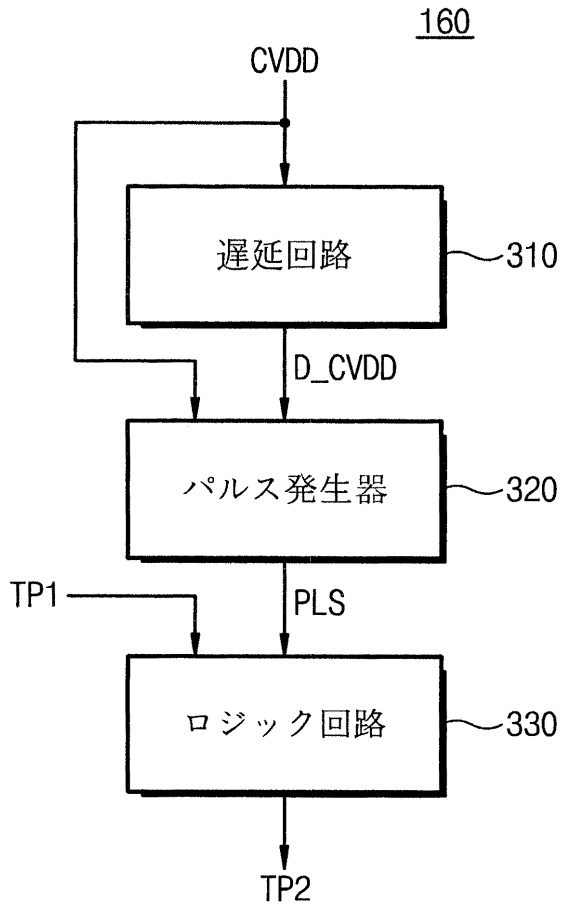 160
CVDD
遅延回路
310
D_CVDD
パルス発生器
320
TP1
PLS
ロジック回路
330
TP2